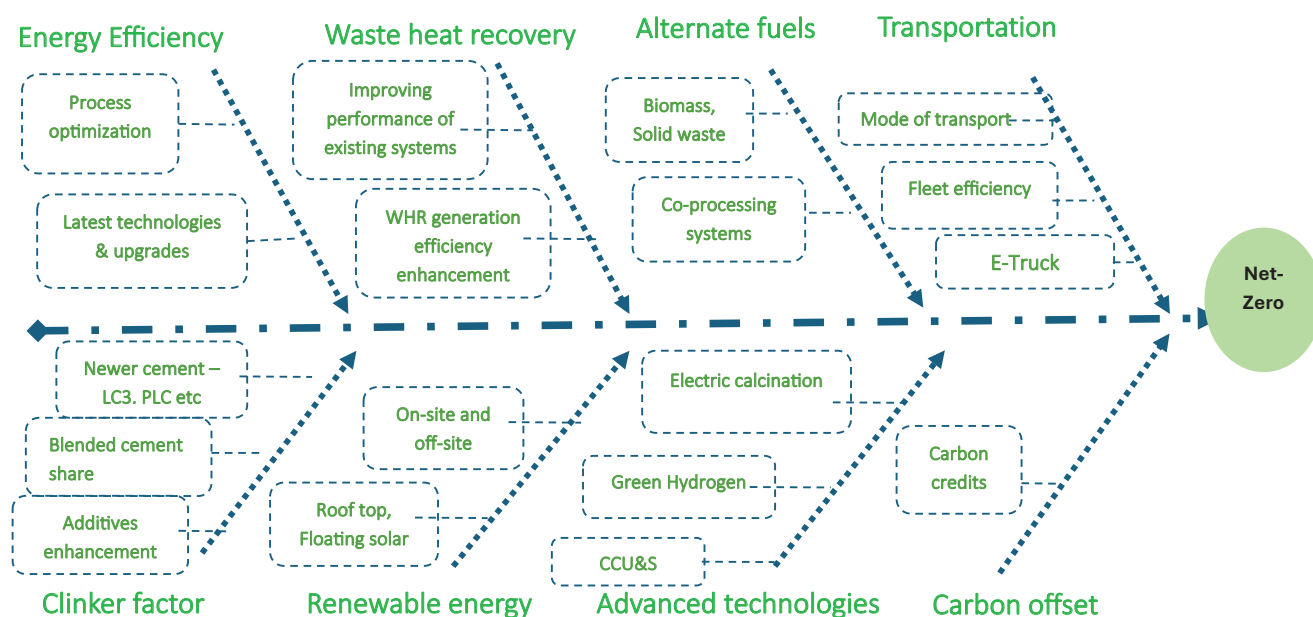 Energy Efficiency
Waste heat recovery
Alternate fuels
Transportation
Process
optimization
Latest technologies
& upgrades
Improving
performance of
existing systems
WHR generation
efficiency
enhancement
Biomass,
Solid waste
Co-processing
systems
Mode of transport
Fleet efficiency
E-Truck
Net-
Zero
Newer cement –
LC3. PLC etc
Blended cement
share
Additives
enhancement
On-site and
off-site
Roof top,
Floating solar
Electric calcination
Green Hydrogen
CCU&S
Carbon
credits
Clinker factor
Renewable energy
Advanced technologies
Carbon offset